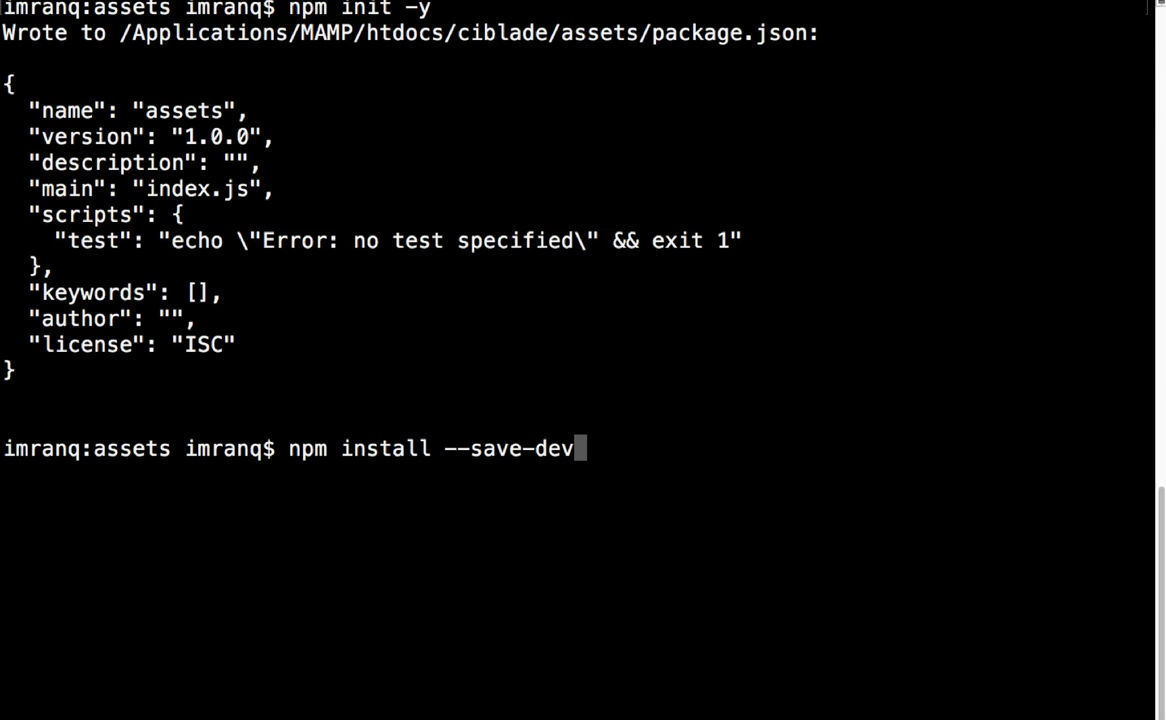 imranq:assets imranq$ npm init -y
Wrote to /Applications/MAMP/htdocs/ciblade/assets/package.json:
{
  "name": "assets",
  "version": "1.0.0",
  "description": "",
  "main": "index.js",
  "scripts": {
    "test": "echo \"Error: no test specified\" && exit 1"
  },
  "keywords": [],
  "author": "",
  "license": "ISC"
}
imranq:assets imranq$ npm install --save-dev